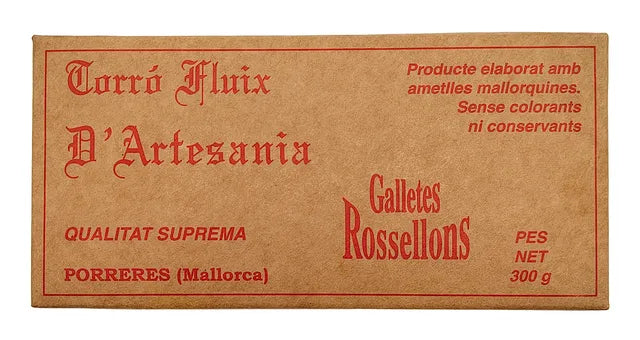 Torró Fluix
D'Artesania
Producte elaborat amb
ametlles mallorquines.
Sense colorants
ni conservants
Galletes
Rossellons
QUALITAT SUPREMA
PORRERES (Mallorca)
PES
NET
300 g